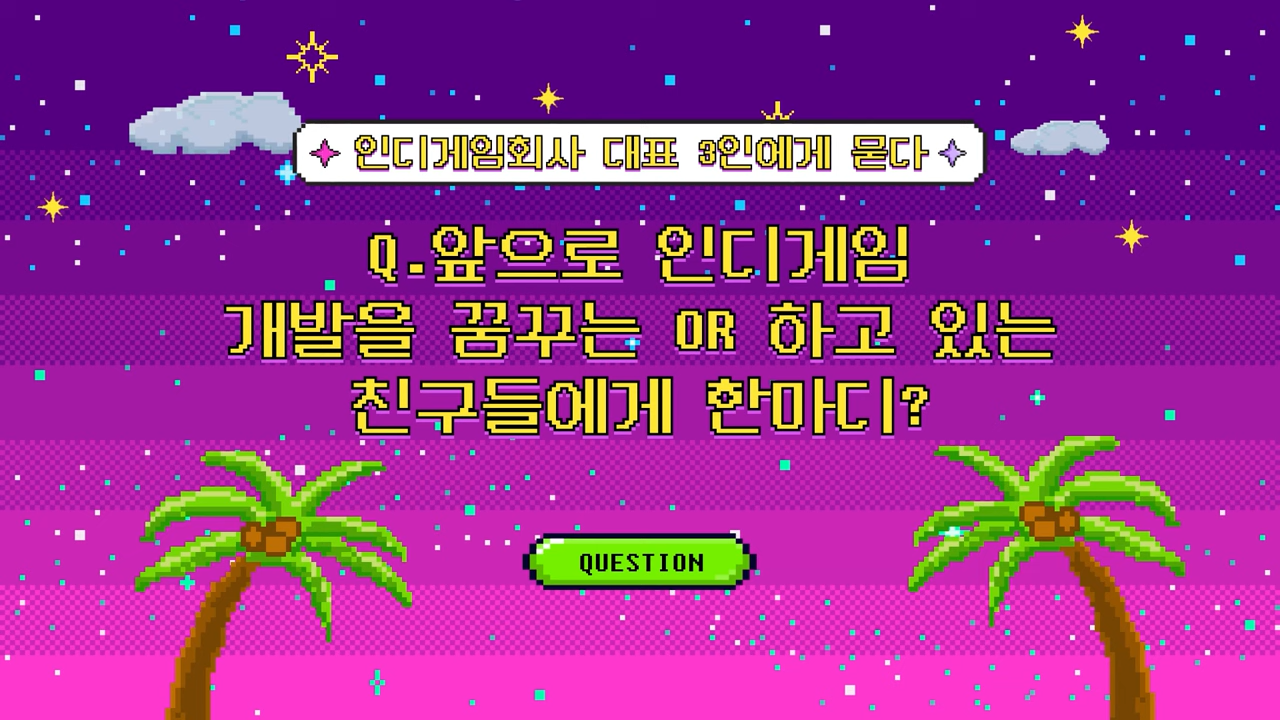 인디게임회사 대표 3인에게 묻다
Q.앞으로 인디게임
개발을 꿈꾸는 OR 하고 있는
친구들에게 한마디?
QUESTION